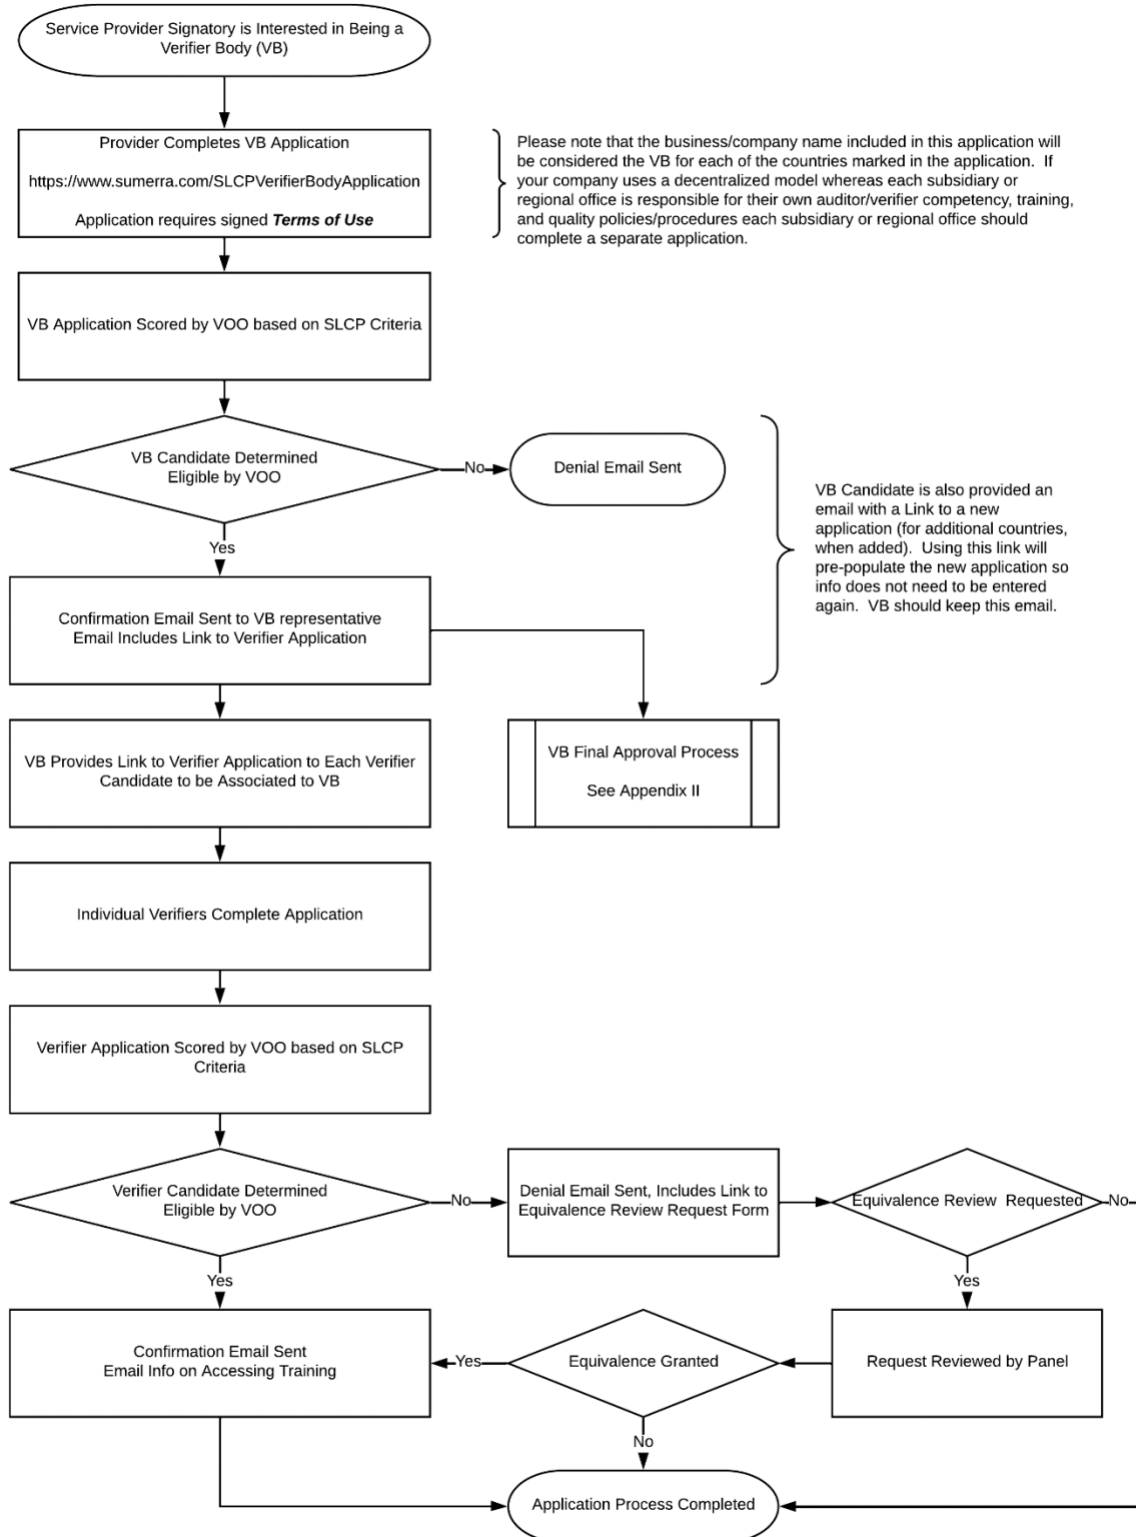 Service Provider Signatory is Interested in Being a
Verifier Body (VB)
Provider Completes VB Application
https://www.sumerra.com/SLCPVerifierBodyApplication
Application requires signed Terms of Use
Please note that the business/company name included in this application will
be considered the VB for each of the countries marked in the application.  If
your company uses a decentralized model whereas each subsidiary or
regional office is responsible for their own auditor/verifier competency, training,
and quality policies/procedures each subsidiary or regional office should
complete a separate application.
VB Application Scored by VOO based on SLCP Criteria
VB Candidate Determined
Eligible by VOO
No
Denial Email Sent
Yes
VB Candidate is also provided an
email with a Link to a new
application (for additional countries,
when added).  Using this link will
pre-populate the new application so
info does not need to be entered
again.  VB should keep this email.
Confirmation Email Sent to VB representative
Email Includes Link to Verifier Application
VB Provides Link to Verifier Application to Each Verifier
Candidate to be Associated to VB
VB Final Approval Process
See Appendix II
Individual Verifiers Complete Application
Verifier Application Scored by VOO based on SLCP
Criteria
Verifier Candidate Determined
Eligible by VOO
No
Denial Email Sent, Includes Link to
Equivalence Review Request Form
Equivalence Review  Requested
No
Yes
Yes
Confirmation Email Sent
Email Info on Accessing Training
Yes
Equivalence Granted
Request Reviewed by Panel
No
Application Process Completed